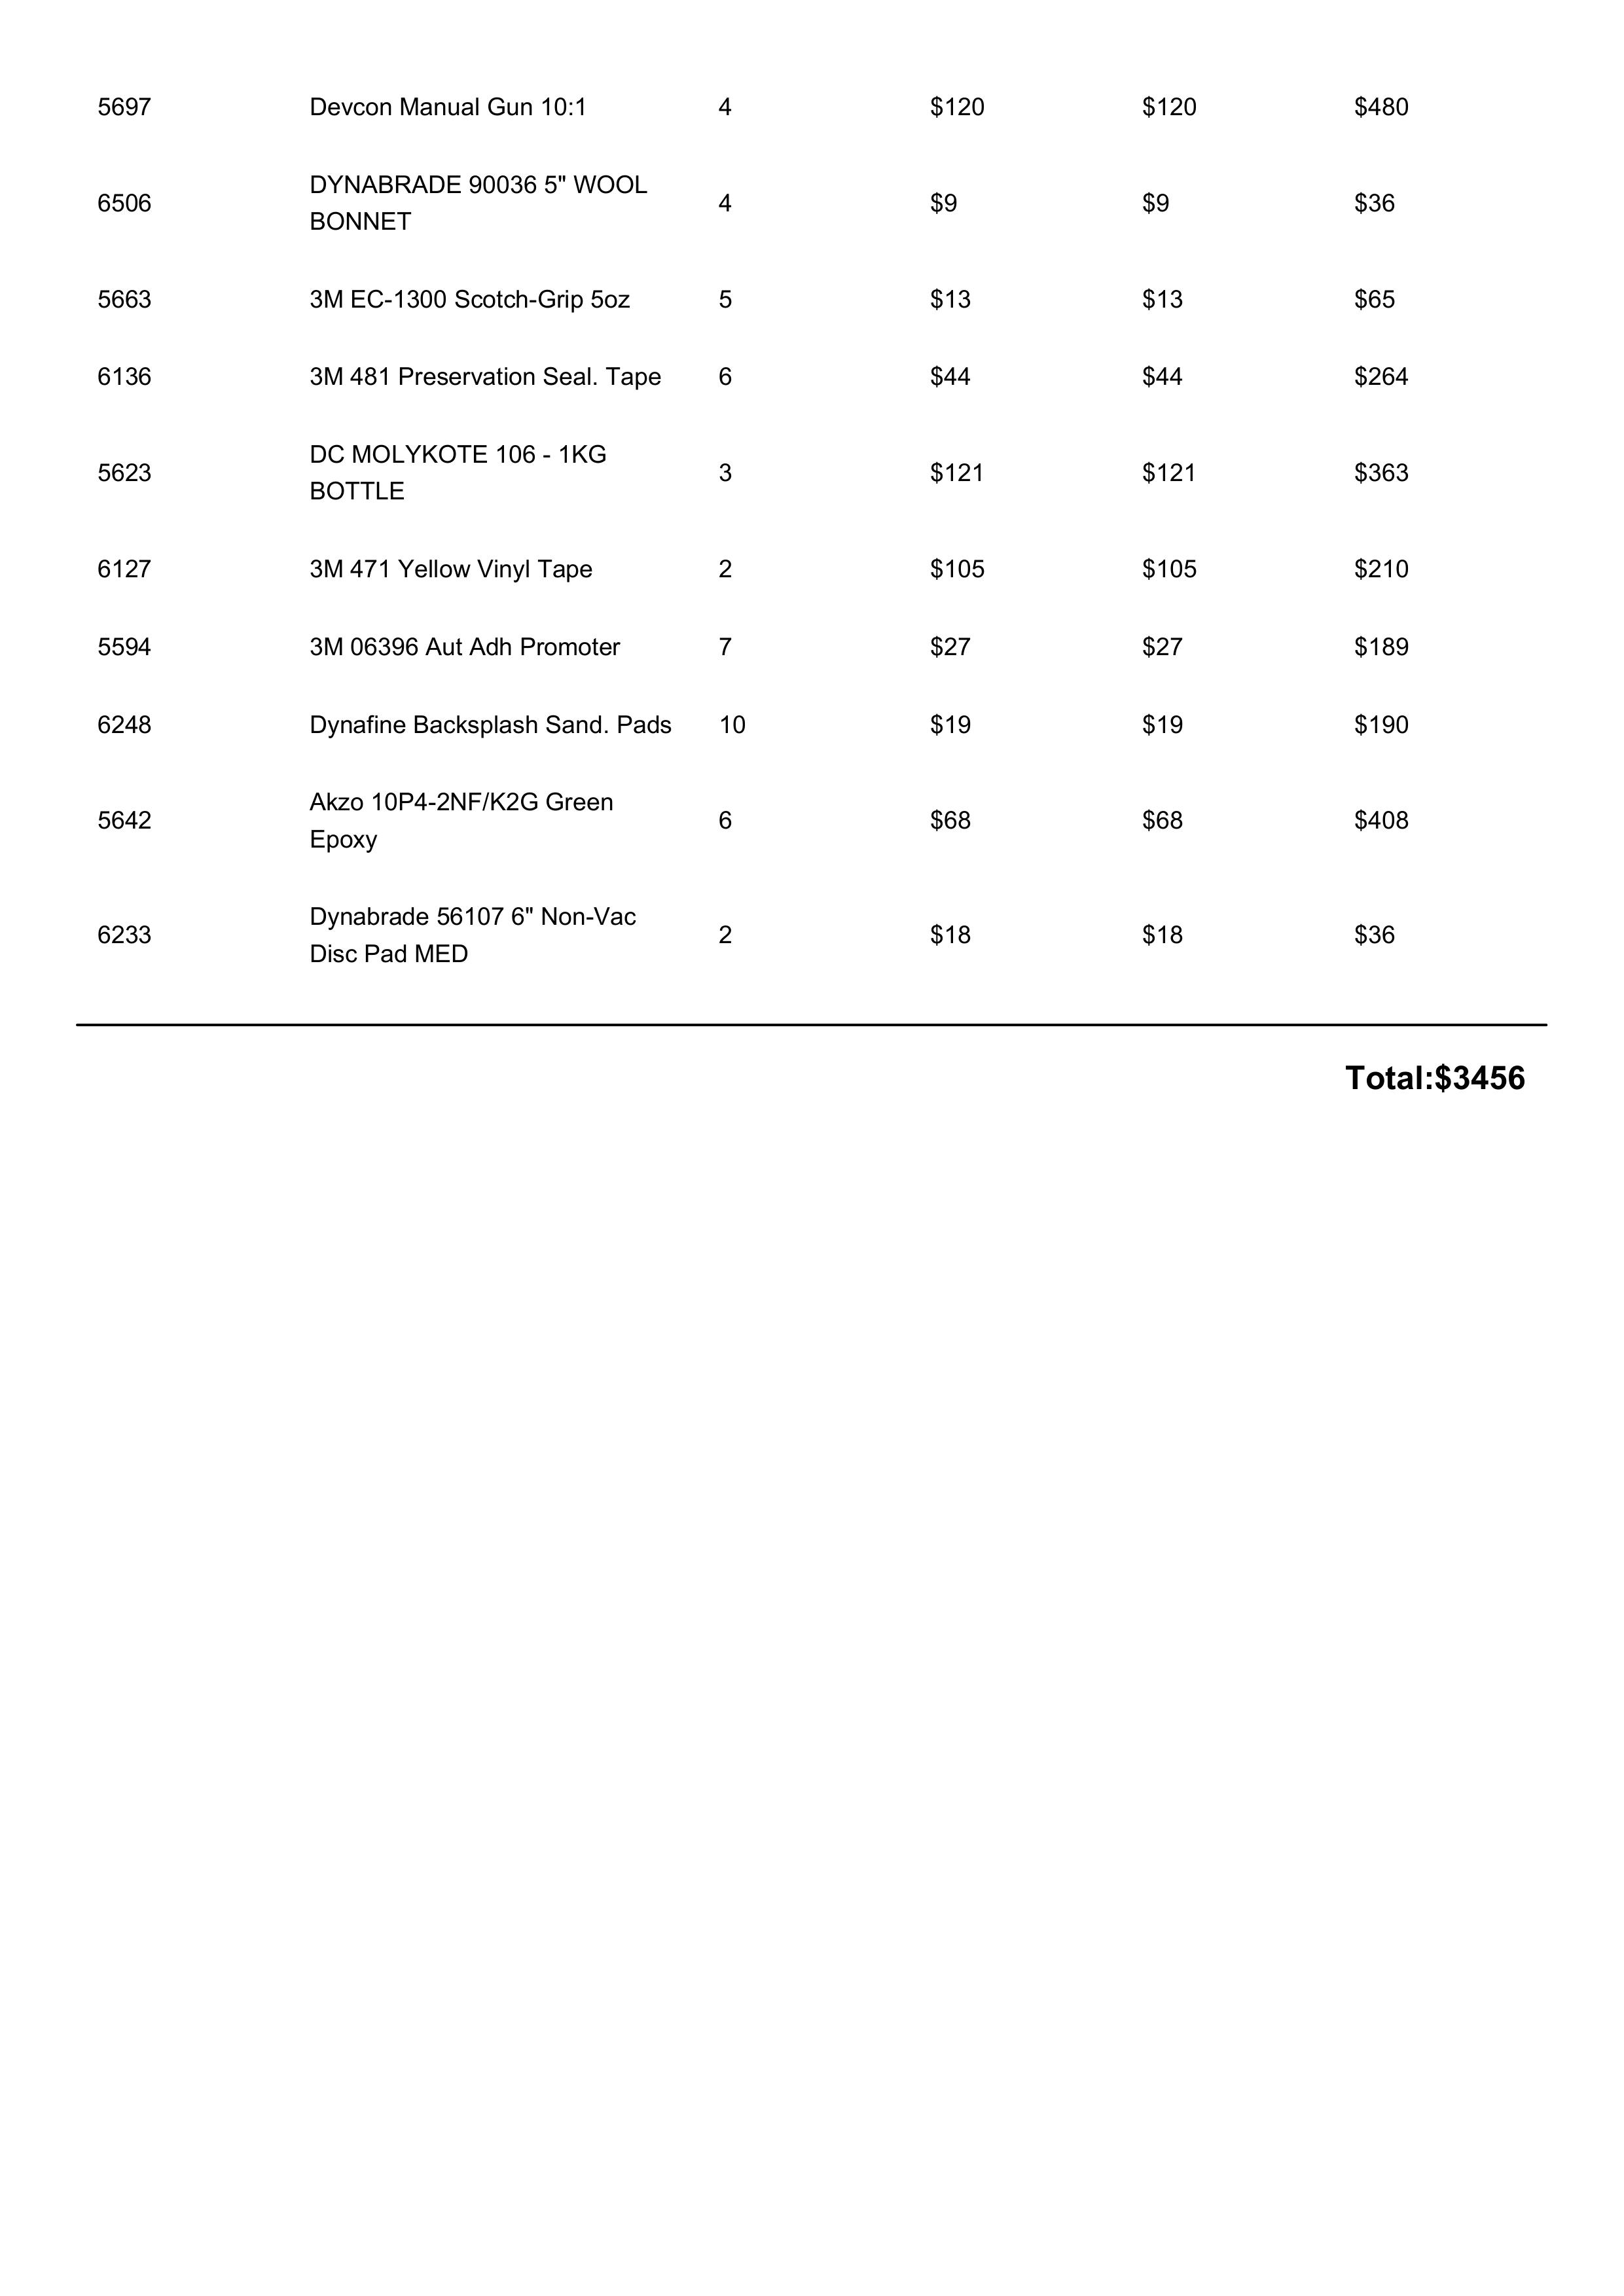 5697 Devcon Manual Gun 10:1 4 $120 $120 $480
DYNABRADE 90036 5" WOOL
6506 4 $9 $9 $36
BONNET
5663 3M EC-1300 Scotch-Grip 5oz 5 $13 $13 $65
6136 3M 481 Preservation Seal. Tape 6 $44 $44 $264
DC MOLYKOTE 106 - 1KG
5623 3 $121 $121 $363
BOTTLE
6127 3M 471 Yellow Vinyl Tape 2 $105 $105 $210
5594 3M 06396 Aut Adh Promoter 7 $27 $27 $189
6248 Dynafine Backsplash Sand. Pads 10 $19 $19 $190
Akzo 10P4-2NF/K2G Green
5642 6 $68 $68 $408
Epoxy
Dynabrade 56107 6" Non-Vac
6233 2 $18 $18 $36
Disc Pad MED
Total:$3456